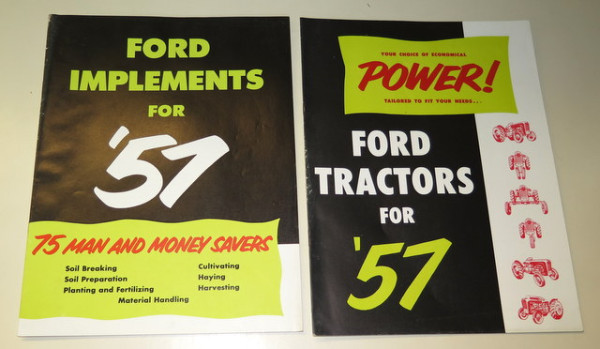 FORD
IMPLEMENTS
FOR
'57
75 MAN AND MONEY SAVERS
Soil Breaking
Soil Preparation
Planting and Fertilizing
Cultivating
Haying
Harvesting
Material Handling
YOUR CHOICE OF ECONOMICAL
POWER!
TAILORED TO FIT YOUR NEEDS...
FORD
TRACTORS
FOR
'57